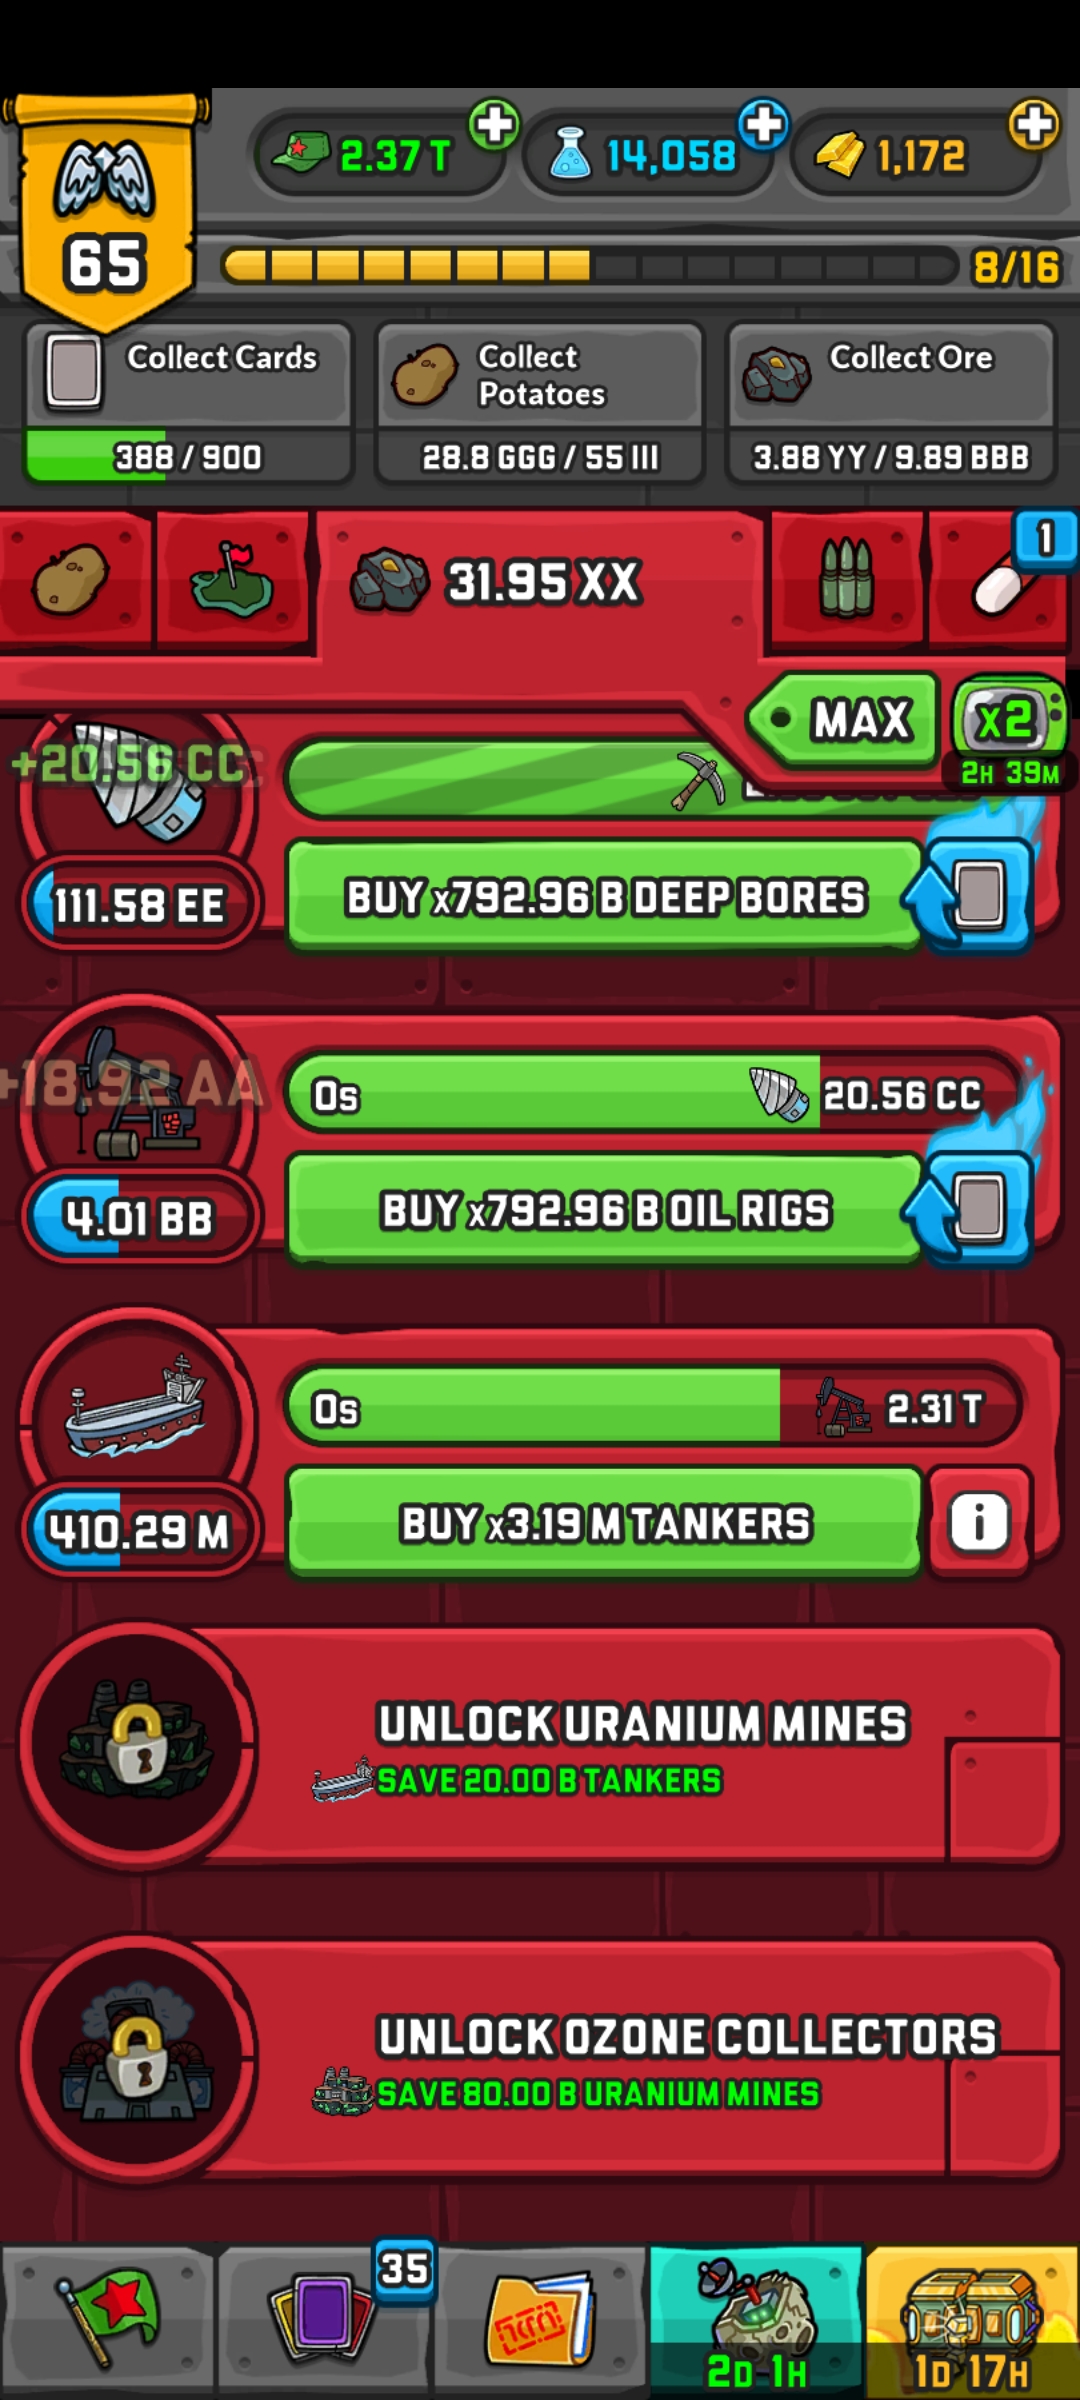 2.37 T
14,058
1,172
65
8/16
Collect Cards
388 / 900
Collect
Potatoes
28.8 GGG / 55 III
Collect Ore
3.88 YY / 9.89 BBB
31.95 XX
1
MAX
x2
2H 39M
+20.56 CC
111.58 EE
BUY x792.96 B DEEP BORES
+18.92 AA
0s
20.56 CC
4.01 BB
BUY x792.96 B OIL RIGS
0s
2.31 T
410.29 M
BUY x3.19 M TANKERS
i
UNLOCK URANIUM MINES
SAVE 20.00 B TANKERS
UNLOCK OZONE COLLECTORS
SAVE 80.00 B URANIUM MINES
35
2D 1H
1D 17H